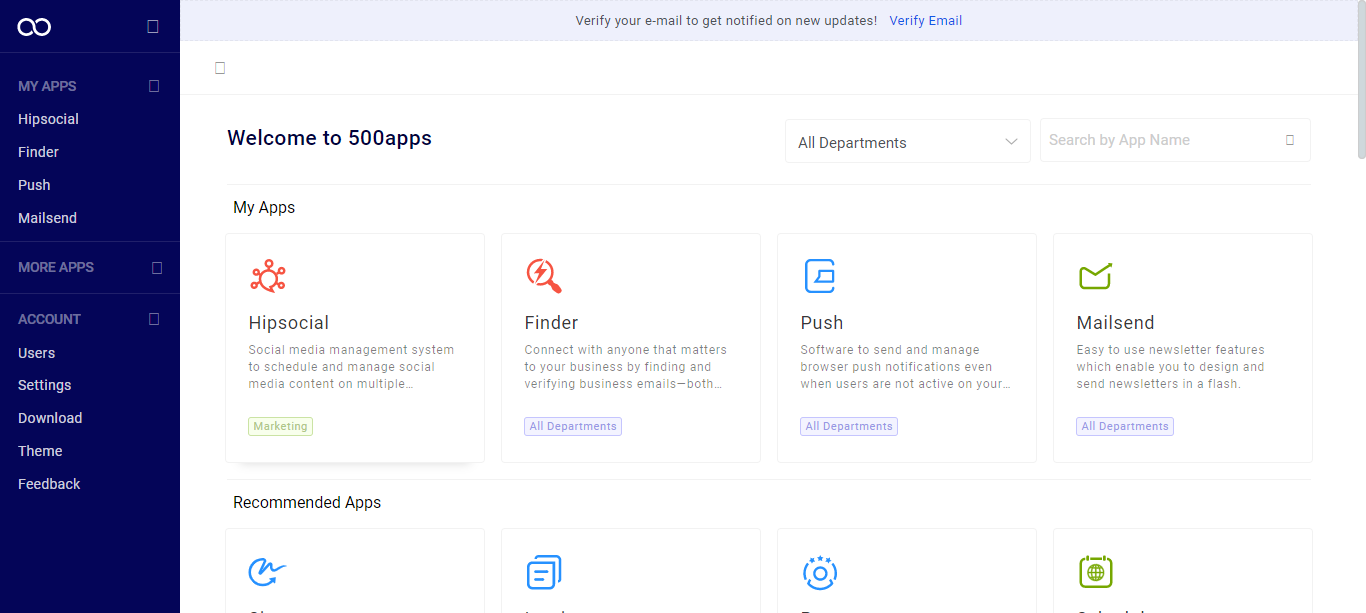 Verify your e-mail to get notified on new updates! Verify Email
MY APPS
Hipsocial
Finder
Push
Mailsend
MORE APPS
ACCOUNT
Users
Settings
Download
Theme
Feedback
Welcome to 500apps
All Departments
Search by App Name
My Apps
Hipsocial
Social media management system
to schedule and manage social
media content on multiple...
Marketing
Finder
Connect with anyone that matters
to your business by finding and
verifying business emails—both...
All Departments
Push
Software to send and manage
browser push notifications even
when users are not active on your...
All Departments
Mailsend
Easy to use newsletter features
which enable you to design and
send newsletters in a flash.
All Departments
Recommended Apps